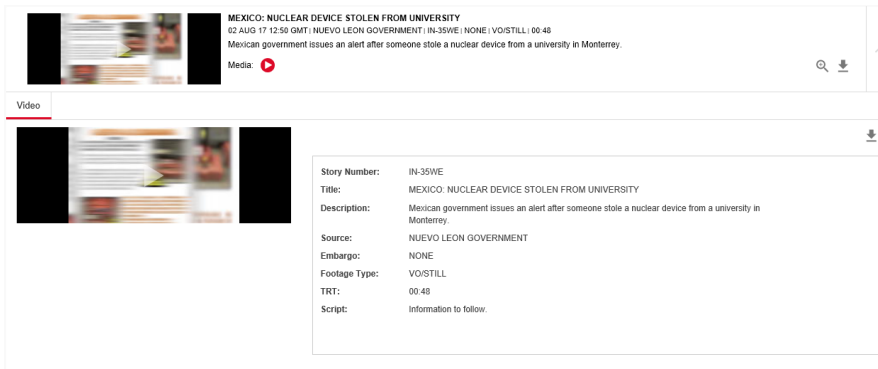 MEXICO: NUCLEAR DEVICE STOLEN FROM UNIVERSITY
02 AUG 17 12:50 GMT | NUEVO LEON GOVERNMENT | IN-35WE | NONE | VO/STILL | 00:48
Mexican government issues an alert after someone stole a nuclear device from a university in Monterrey.
Media:
Video
Story Number: IN-35WE
Title: MEXICO: NUCLEAR DEVICE STOLEN FROM UNIVERSITY
Description: Mexican government issues an alert after someone stole a nuclear device from a university in
Monterrey.
Source: NUEVO LEON GOVERNMENT
Embargo: NONE
Footage Type: VO/STILL
TRT: 00:48
Script: Information to follow.